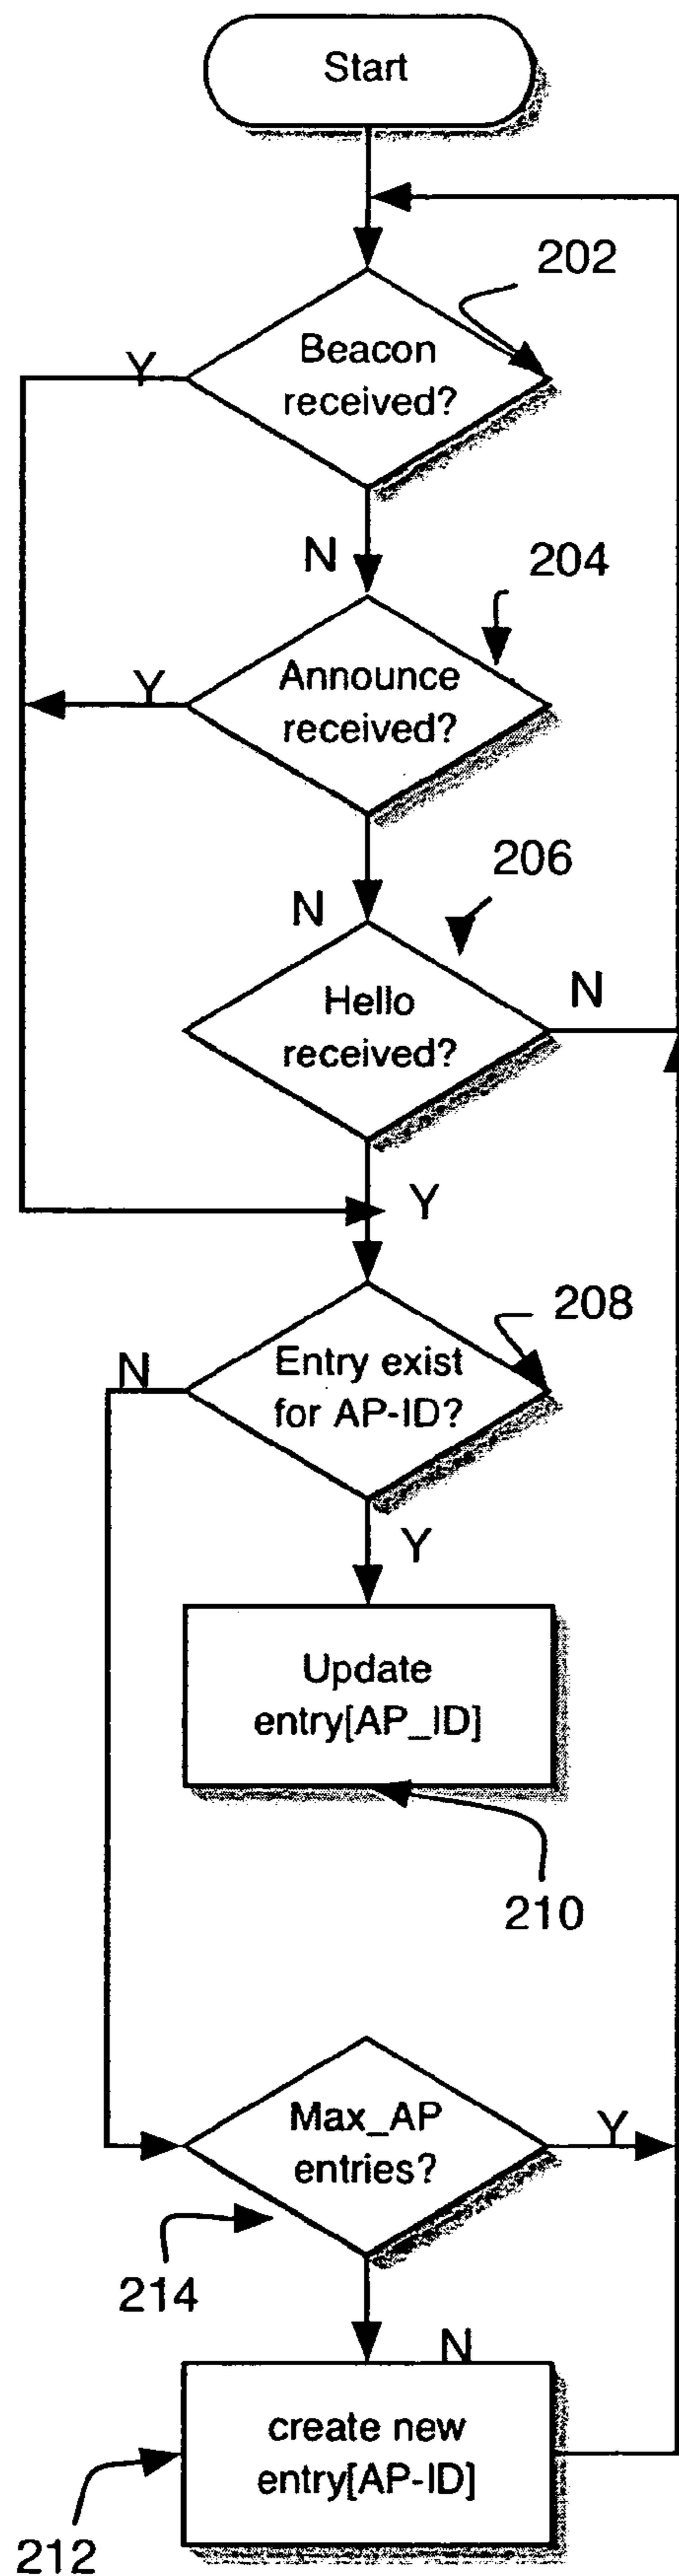 Start
202
Beacon
received?
Y
N
204
Announce
received?
Y
206
N
Hello
received?
N
Y
208
Entry exist
for AP-ID?
N
Y
Update
entry[AP_ID]
210
Max_AP
entries?
Y
214
N
create new
entry[AP-ID]
212